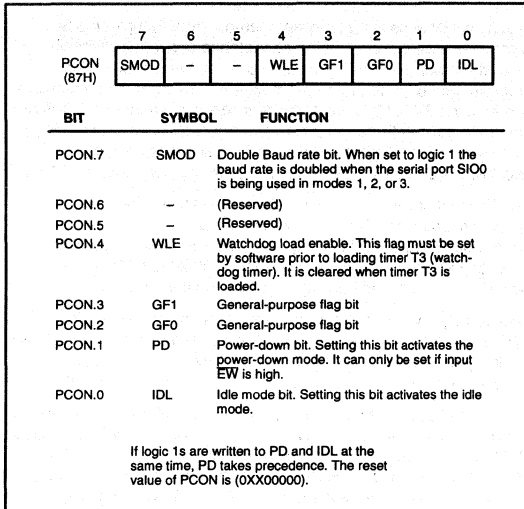 7 6 5 4 3 2 1 0
PCON SMOD – – WLE GF1 GF0 PD IDL
(87H)
BIT SYMBOL FUNCTION
PCON.7 SMOD Double Baud rate bit. When set to logic 1 the
baud rate is doubled when the serial port SIO0
is being used in modes 1, 2, or 3.
PCON.6 – (Reserved)
PCON.5 – (Reserved)
PCON.4 WLE Watchdog load enable. This flag must be set
by software prior to loading timer T3 (watch-
dog timer). It is cleared when timer T3 is
loaded.
PCON.3 GF1 General-purpose flag bit
PCON.2 GF0 General-purpose flag bit
PCON.1 PD Power-down bit. Setting this bit activates the
power-down mode. It can only be set if input
E̅W̅ is high.
PCON.0 IDL Idle mode bit. Setting this bit activates the idle
mode.
If logic 1s are written to PD and IDL at the
same time, PD takes precedence. The reset
value of PCON is (0XX00000).